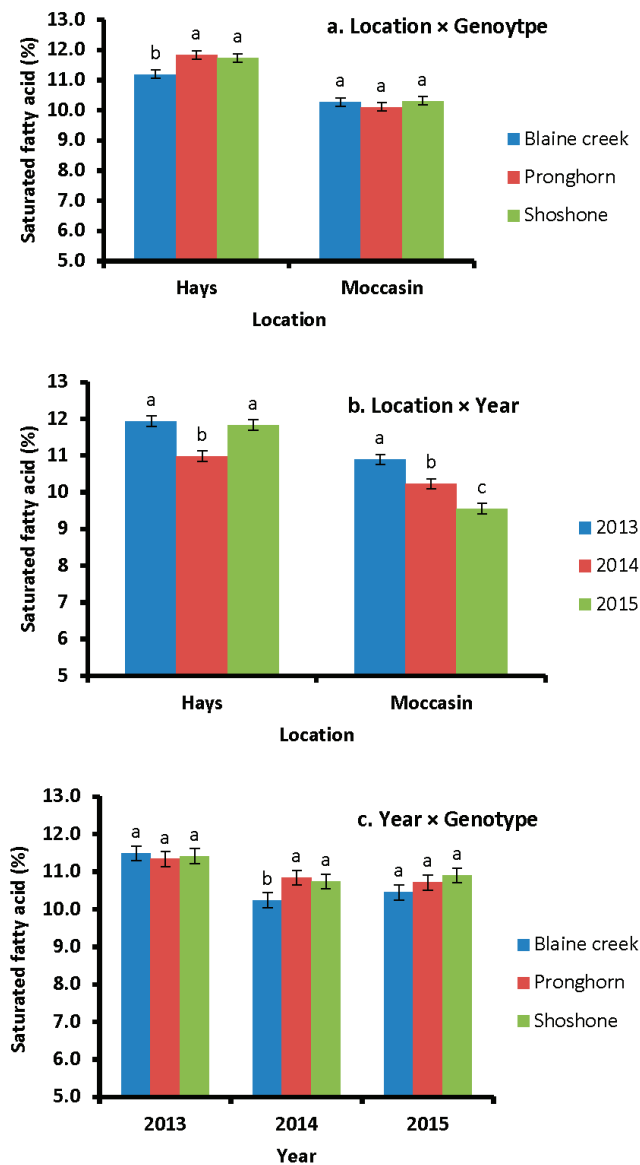 a. Location × Genoytpe
Saturated fatty acid (%)
13.0
12.0
11.0
10.0
9.0
8.0
7.0
6.0
5.0
b a a
a a a
Blaine creek
Pronghorn
Shoshone
Hays Moccasin
Location
b. Location × Year
Saturated fatty acid (%)
13
12
11
10
9
8
7
6
5
a b a
a b c
2013
2014
2015
Hays Moccasin
Location
c. Year × Genotype
Saturated fatty acid (%)
13.0
12.0
11.0
10.0
9.0
8.0
7.0
6.0
5.0
a a a
b a a
a a a
Blaine creek
Pronghorn
Shoshone
2013 2014 2015
Year